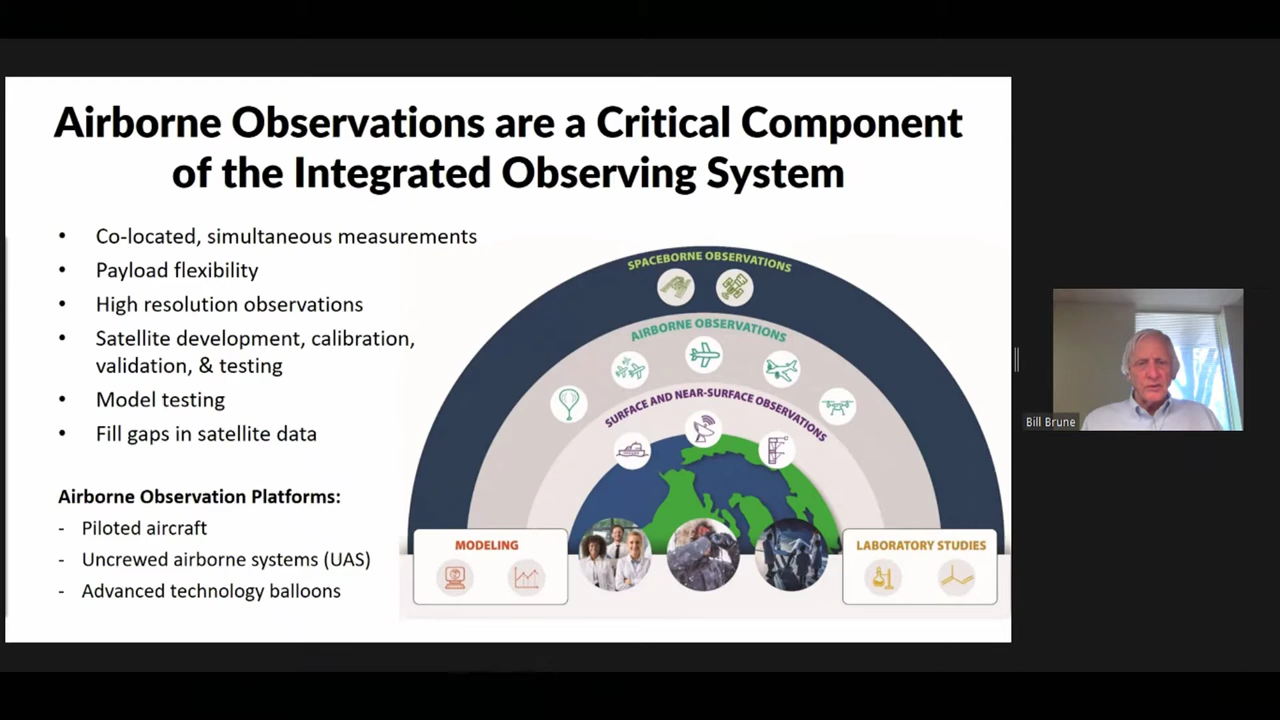 Airborne Observations are a Critical Component
of the Integrated Observing System
• Co-located, simultaneous measurements
• Payload flexibility
• High resolution observations
• Satellite development, calibration,
validation, & testing
• Model testing
• Fill gaps in satellite data
Airborne Observation Platforms:
- Piloted aircraft
- Uncrewed airborne systems (UAS)
- Advanced technology balloons
SPACEBORNE OBSERVATIONS
AIRBORNE OBSERVATIONS
SURFACE AND NEAR-SURFACE OBSERVATIONS
MODELING
LABORATORY STUDIES
Bill Brune